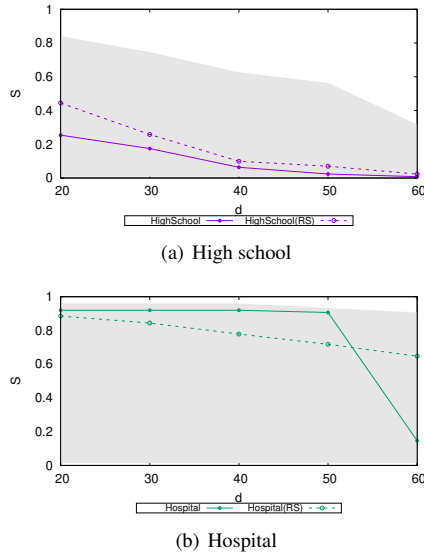 1
0.8
0.6
S
0.4
0.2
0
20 30 40 50 60
d
HighSchool HighSchool(RS)
(a) High school
1
0.8
0.6
S
0.4
0.2
0
20 30 40 50 60
d
Hospital Hospital(RS)
(b) Hospital